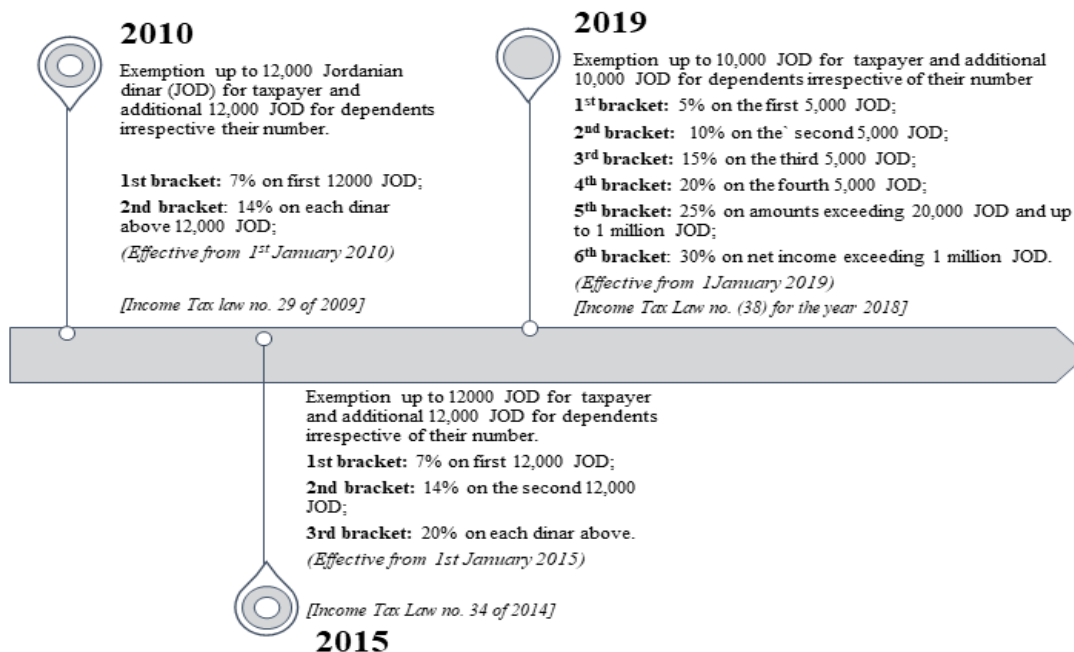 2010
Exemption up to 12,000 Jordanian
dinar (JOD) for taxpayer and
additional 12,000 JOD for dependents
irrespective their number.
1st bracket: 7% on first 12000 JOD;
2nd bracket: 14% on each dinar
above 12,000 JOD;
(Effective from 1st January 2010)
[Income Tax law no. 29 of 2009]
2019
Exemption up to 10,000 JOD for taxpayer and additional
10,000 JOD for dependents irrespective of their number
1st bracket: 5% on the first 5,000 JOD;
2nd bracket: 10% on the` second 5,000 JOD;
3rd bracket: 15% on the third 5,000 JOD;
4th bracket: 20% on the fourth 5,000 JOD;
5th bracket: 25% on amounts exceeding 20,000 JOD and up
to 1 million JOD;
6th bracket: 30% on net income exceeding 1 million JOD.
(Effective from 1January 2019)
[Income Tax Law no. (38) for the year 2018]
Exemption up to 12000 JOD for taxpayer
and additional 12,000 JOD for dependents
irrespective of their number.
1st bracket: 7% on first 12,000 JOD;
2nd bracket: 14% on the second 12,000
JOD;
3rd bracket: 20% on each dinar above.
(Effective from 1st January 2015)
[Income Tax Law no. 34 of 2014]
2015